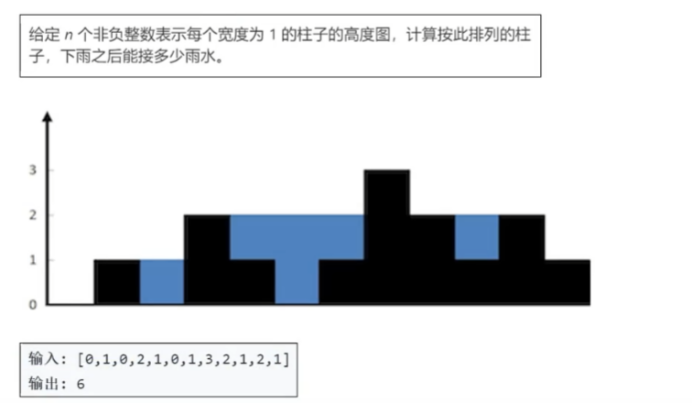 给定 n 个非负整数表示每个宽度为 1 的柱子的高度图，计算按此排列的柱
子，下雨之后能接多少雨水。
3
2
1
0
输入: [0,1,0,2,1,0,1,3,2,1,2,1]
输出: 6